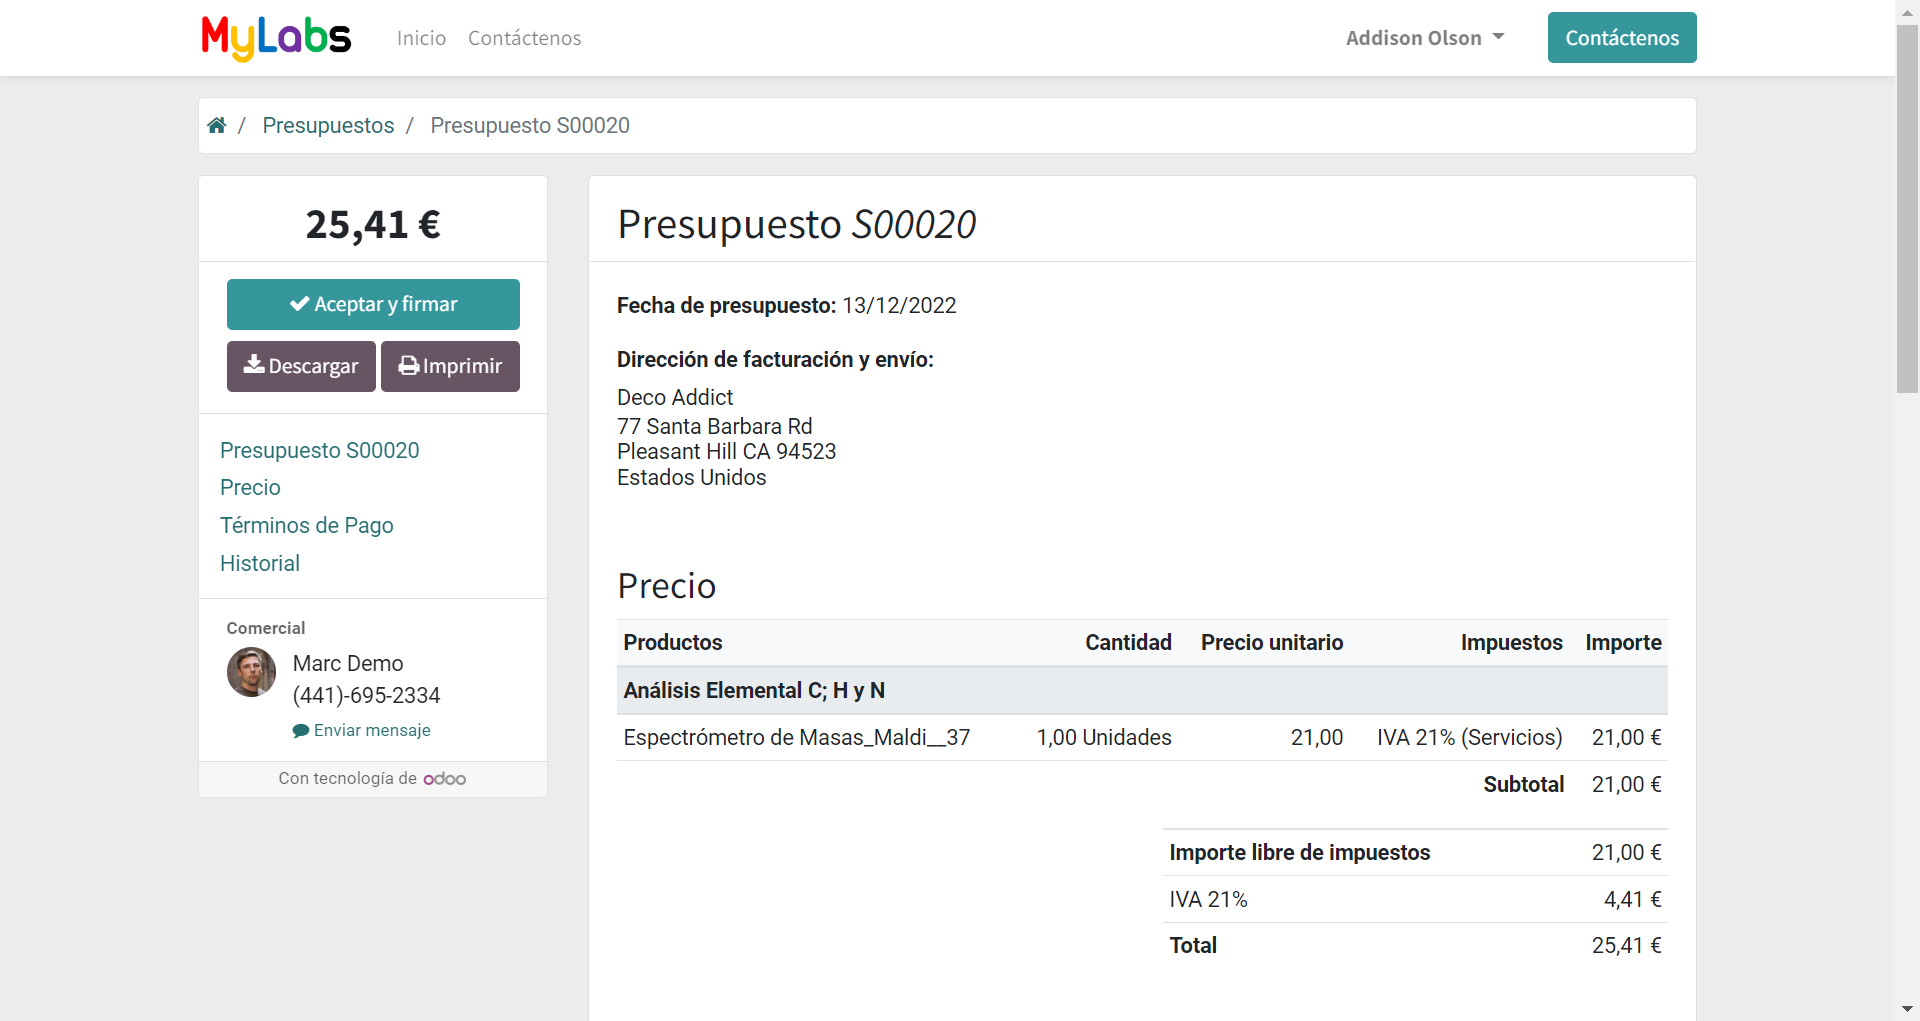 MyLabs
Inicio
Contáctenos
Addison Olson
Contáctenos
/ Presupuestos / Presupuesto S00020
25,41 €
Aceptar y firmar
Descargar
Imprimir
Presupuesto S00020
Precio
Términos de Pago
Historial
Comercial
Marc Demo
(441)-695-2334
Enviar mensaje
Con tecnología de odoo
Presupuesto S00020
Fecha de presupuesto: 13/12/2022
Dirección de facturación y envío:
Deco Addict
77 Santa Barbara Rd
Pleasant Hill CA 94523
Estados Unidos
Precio
Productos Cantidad Precio unitario Impuestos Importe
Análisis Elemental C; H y N
Espectrómetro de Masas_Maldi__37 1,00 Unidades 21,00 IVA 21% (Servicios) 21,00 €
Subtotal 21,00 €
Importe libre de impuestos 21,00 €
IVA 21% 4,41 €
Total 25,41 €